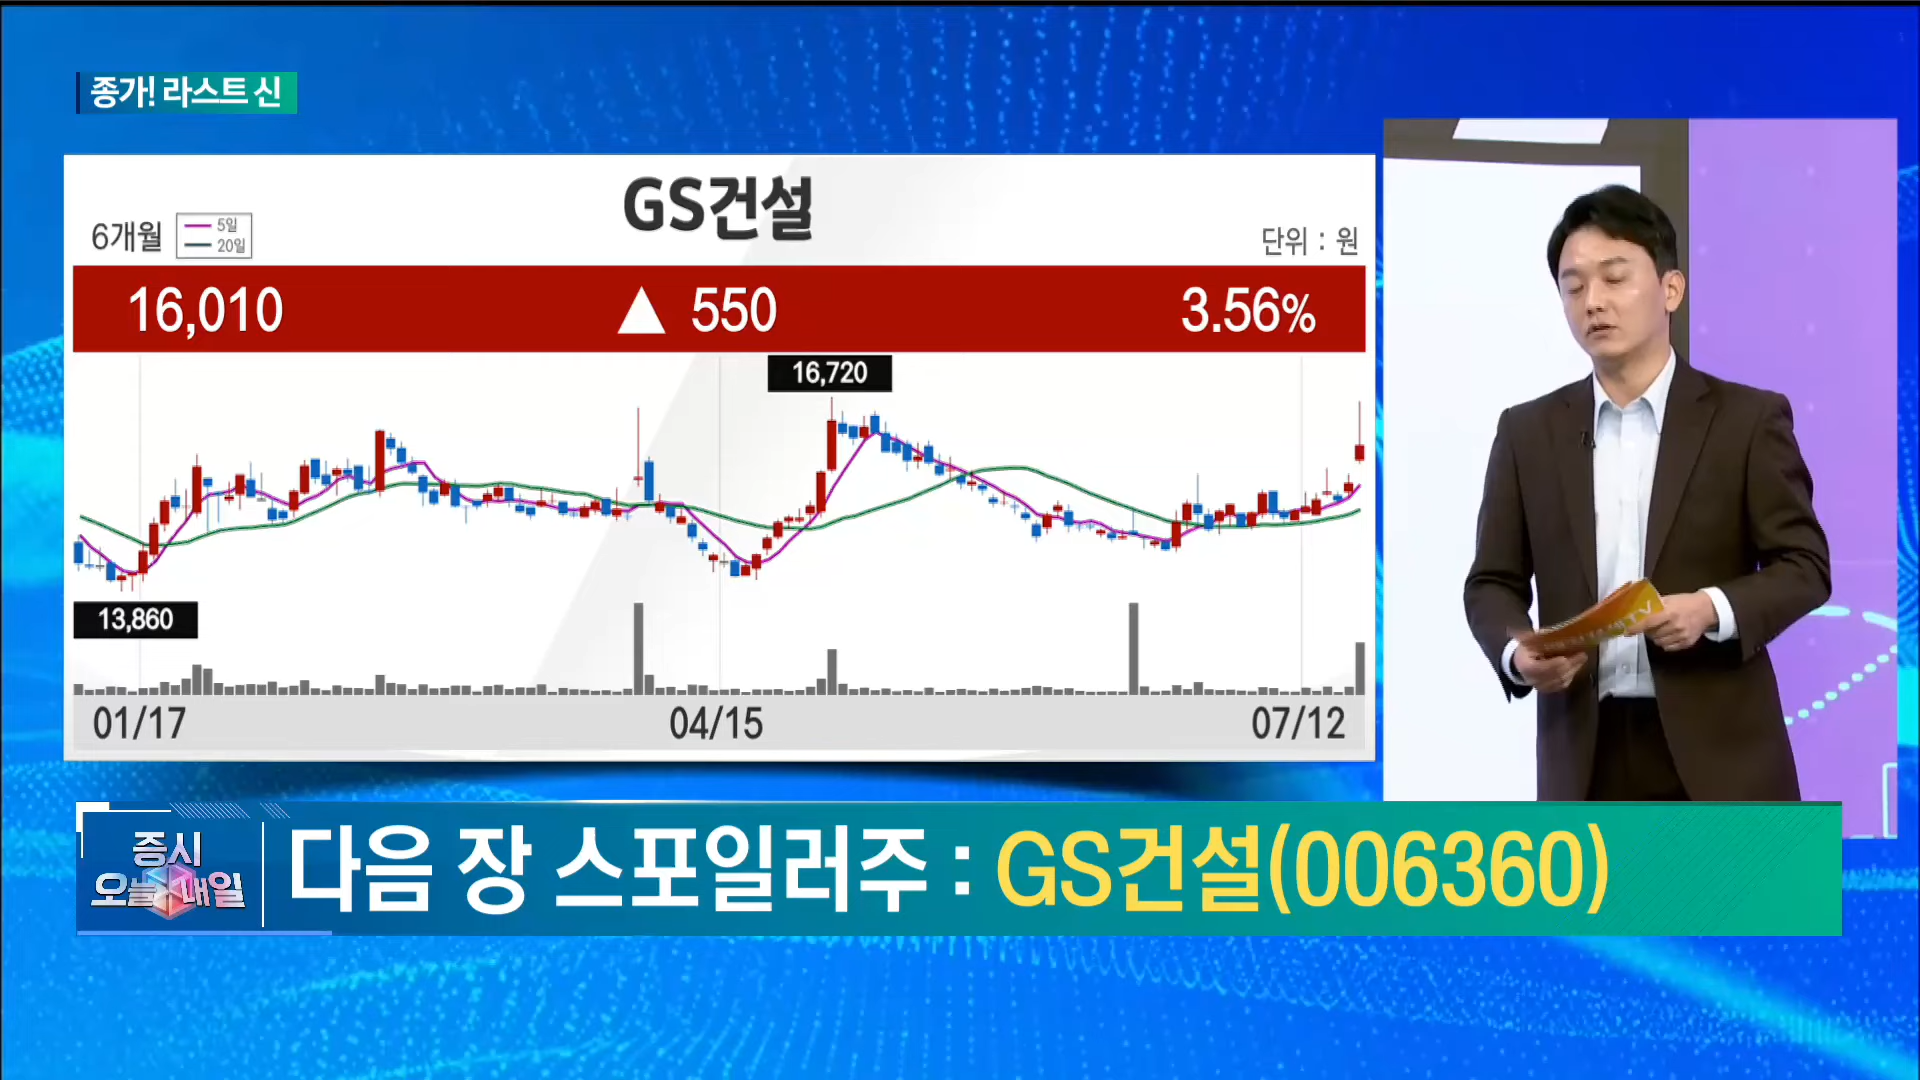 종가! 라스트 신
GS건설
6개월
5일
20일
단위 : 원
16,010 ▲ 550 3.56%
16,720
13,860
01/17 04/15 07/12
증시
오늘 내일
다음 장 스포일러주 : GS건설(006360)